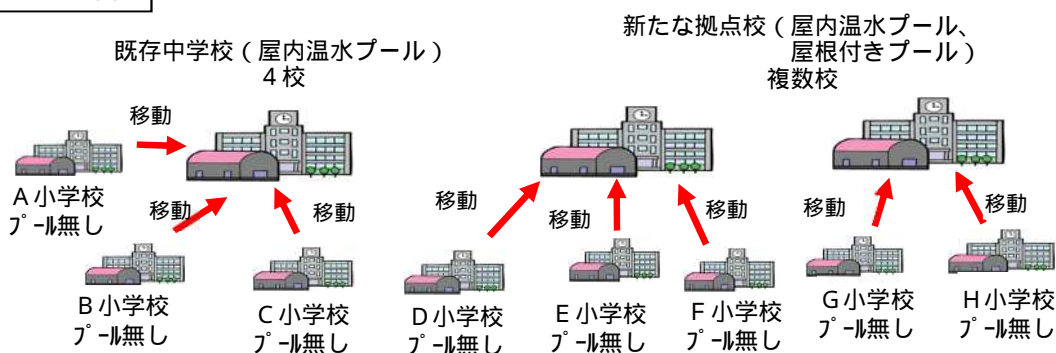 既存中学校（屋内温水プール）
４校
新たな拠点校（屋内温水プール、
屋根付きプール）
複数校
移動
Ａ小学校
プール無し
移動
移動
移動
移動
移動
移動
移動
Ｂ小学校
プール無し
Ｃ小学校
プール無し
Ｄ小学校
プール無し
Ｅ小学校
プール無し
Ｆ小学校
プール無し
Ｇ小学校
プール無し
Ｈ小学校
プール無し